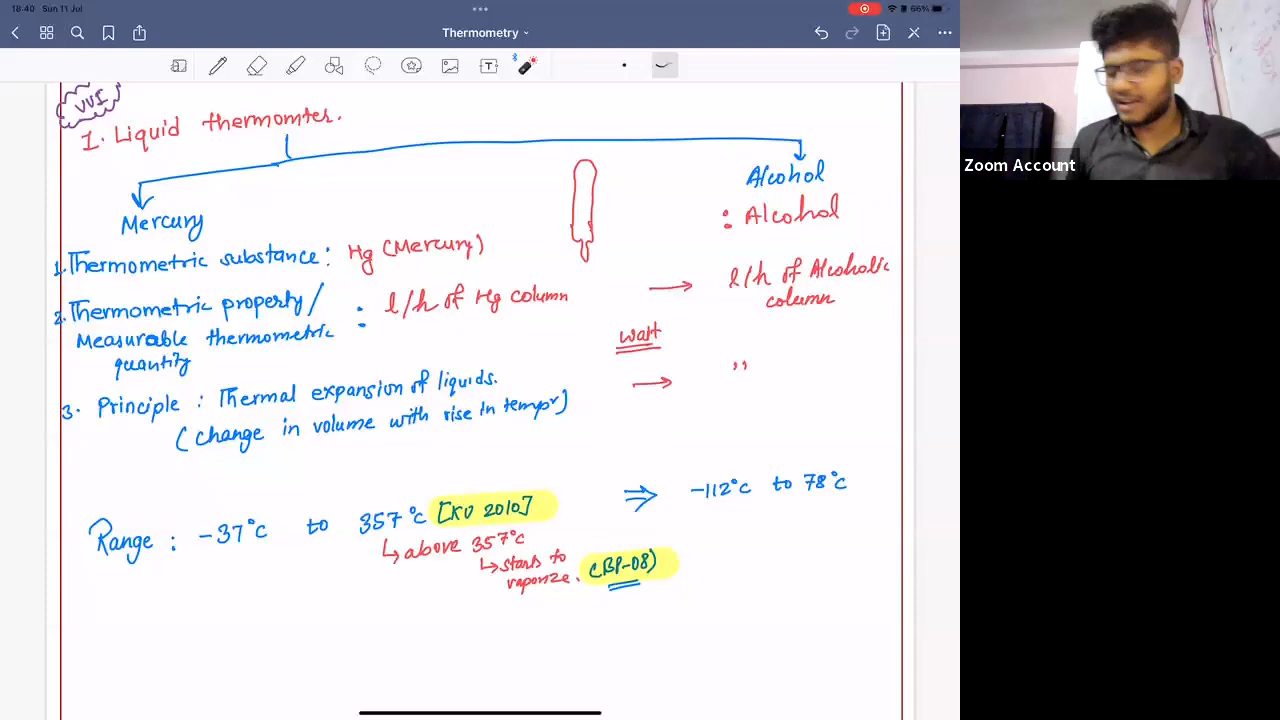 18:40 Sun 11 Jul
66%
Thermometry
T
VVI
1. Liquid thermomter.
Mercury
Alcohol
: Alcohol
1. Thermometric substance : Hg (Mercury)
2. Thermometric property/
Measurable thermometric
quantity
: l/h of Hg column
→ l/h of Alcoholic
column
Watt
3. Principle : Thermal expansion of liquids.
(change in volume with rise in tempr)
→ ''
Range : -37°C to 357°C [KU 2010]
⇒ -112°C to 78°C
↳ above 357°C
↳ starts to
vaporize. (BP-08)
Zoom Account